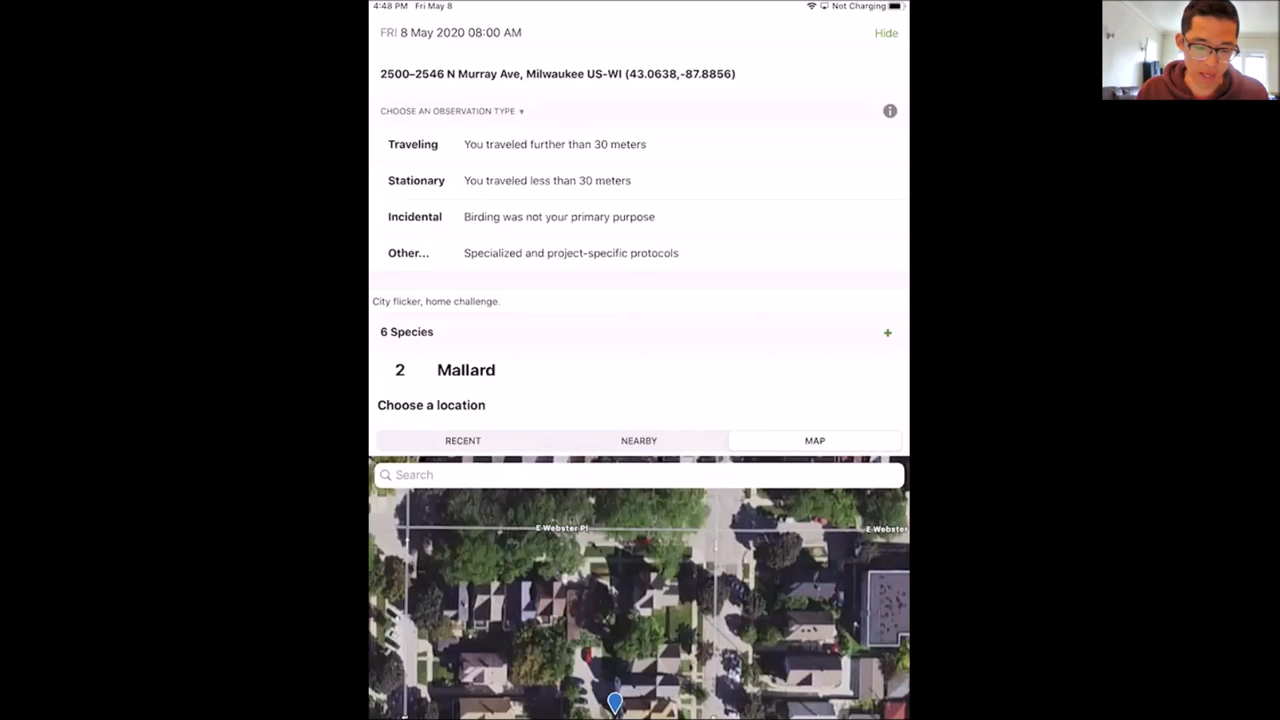 4:48 PM Fri May 8
Not Charging
FRI 8 May 2020 08:00 AM
Hide
2500–2546 N Murray Ave, Milwaukee US-WI (43.0638,-87.8856)
CHOOSE AN OBSERVATION TYPE ▾
Traveling You traveled further than 30 meters
Stationary You traveled less than 30 meters
Incidental Birding was not your primary purpose
Other... Specialized and project-specific protocols
City flicker, home challenge.
6 Species +
2 Mallard
Choose a location
RECENT NEARBY MAP
Search
E Webster Pl
E Webster